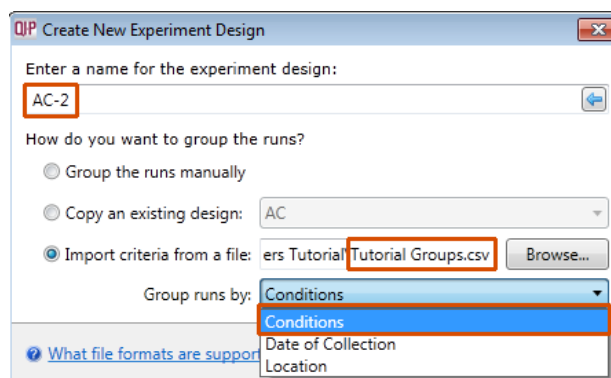 QIP Create New Experiment Design
Enter a name for the experiment design:
AC-2
How do you want to group the runs?
Group the runs manually
Copy an existing design: AC
Import criteria from a file: ers Tutorial\Tutorial Groups.csv Browse...
Group runs by: Conditions
Conditions
Date of Collection
What file formats are support
Location